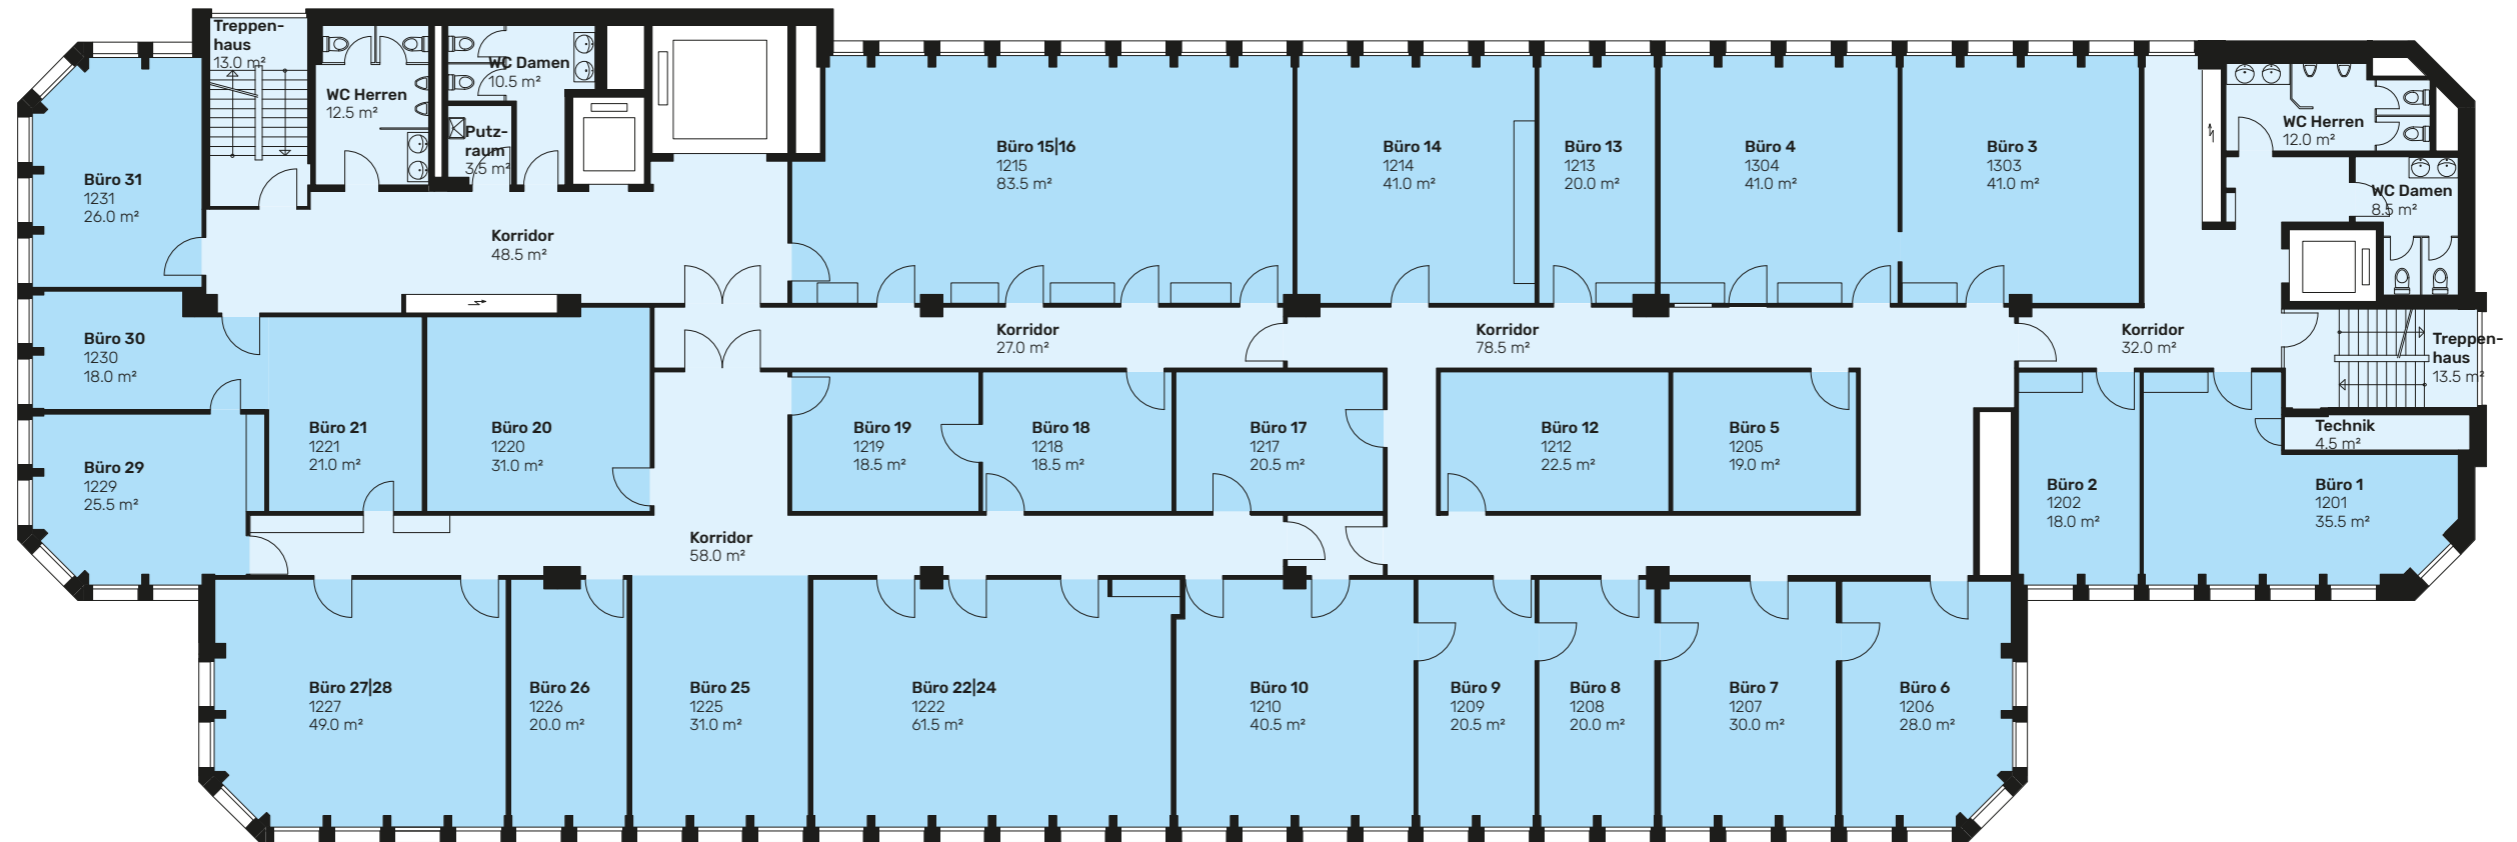 Treppen-
haus
13.0 m²
WC Herren
12.5 m²
WC Damen
10.5 m²
Putz-
raum
3.5 m²
Büro 15|16
1215
83.5 m²
Büro 14
1214
41.0 m²
Büro 13
1213
20.0 m²
Büro 4
1304
41.0 m²
Büro 3
1303
41.0 m²
WC Herren
12.0 m²
WC Damen
8.5 m²
Büro 31
1231
26.0 m²
Korridor
48.5 m²
Büro 30
1230
18.0 m²
Korridor
27.0 m²
Korridor
78.5 m²
Korridor
32.0 m²
Treppen-
haus
13.5 m²
Büro 29
1229
25.5 m²
Büro 21
1221
21.0 m²
Büro 20
1220
31.0 m²
Büro 19
1219
18.5 m²
Büro 18
1218
18.5 m²
Büro 17
1217
20.5 m²
Büro 12
1212
22.5 m²
Büro 5
1205
19.0 m²
Technik
4.5 m²
Büro 2
1202
18.0 m²
Büro 1
1201
35.5 m²
Korridor
58.0 m²
Büro 27|28
1227
49.0 m²
Büro 26
1226
20.0 m²
Büro 25
1225
31.0 m²
Büro 22|24
1222
61.5 m²
Büro 10
1210
40.5 m²
Büro 9
1209
20.5 m²
Büro 8
1208
20.0 m²
Büro 7
1207
30.0 m²
Büro 6
1206
28.0 m²